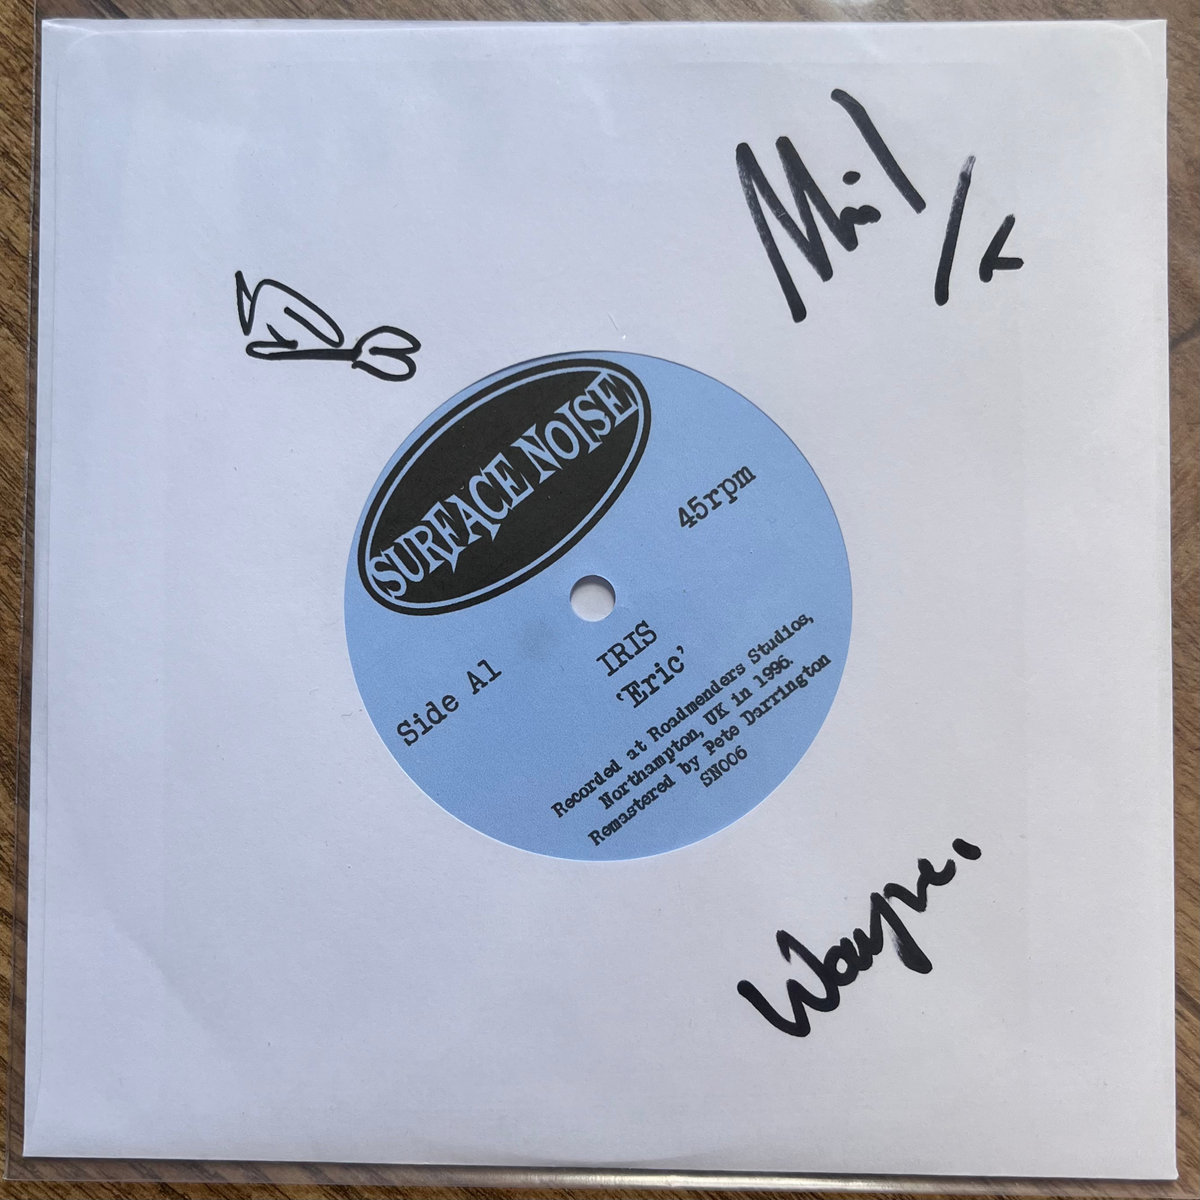 SURFACE NOISE
45rpm
Side A1
IRIS
'Eric'
Recorded at Roadmenders Studios,
Northampton, UK in 1996.
Remastered by Pete Darrington
SN006
Wayne.